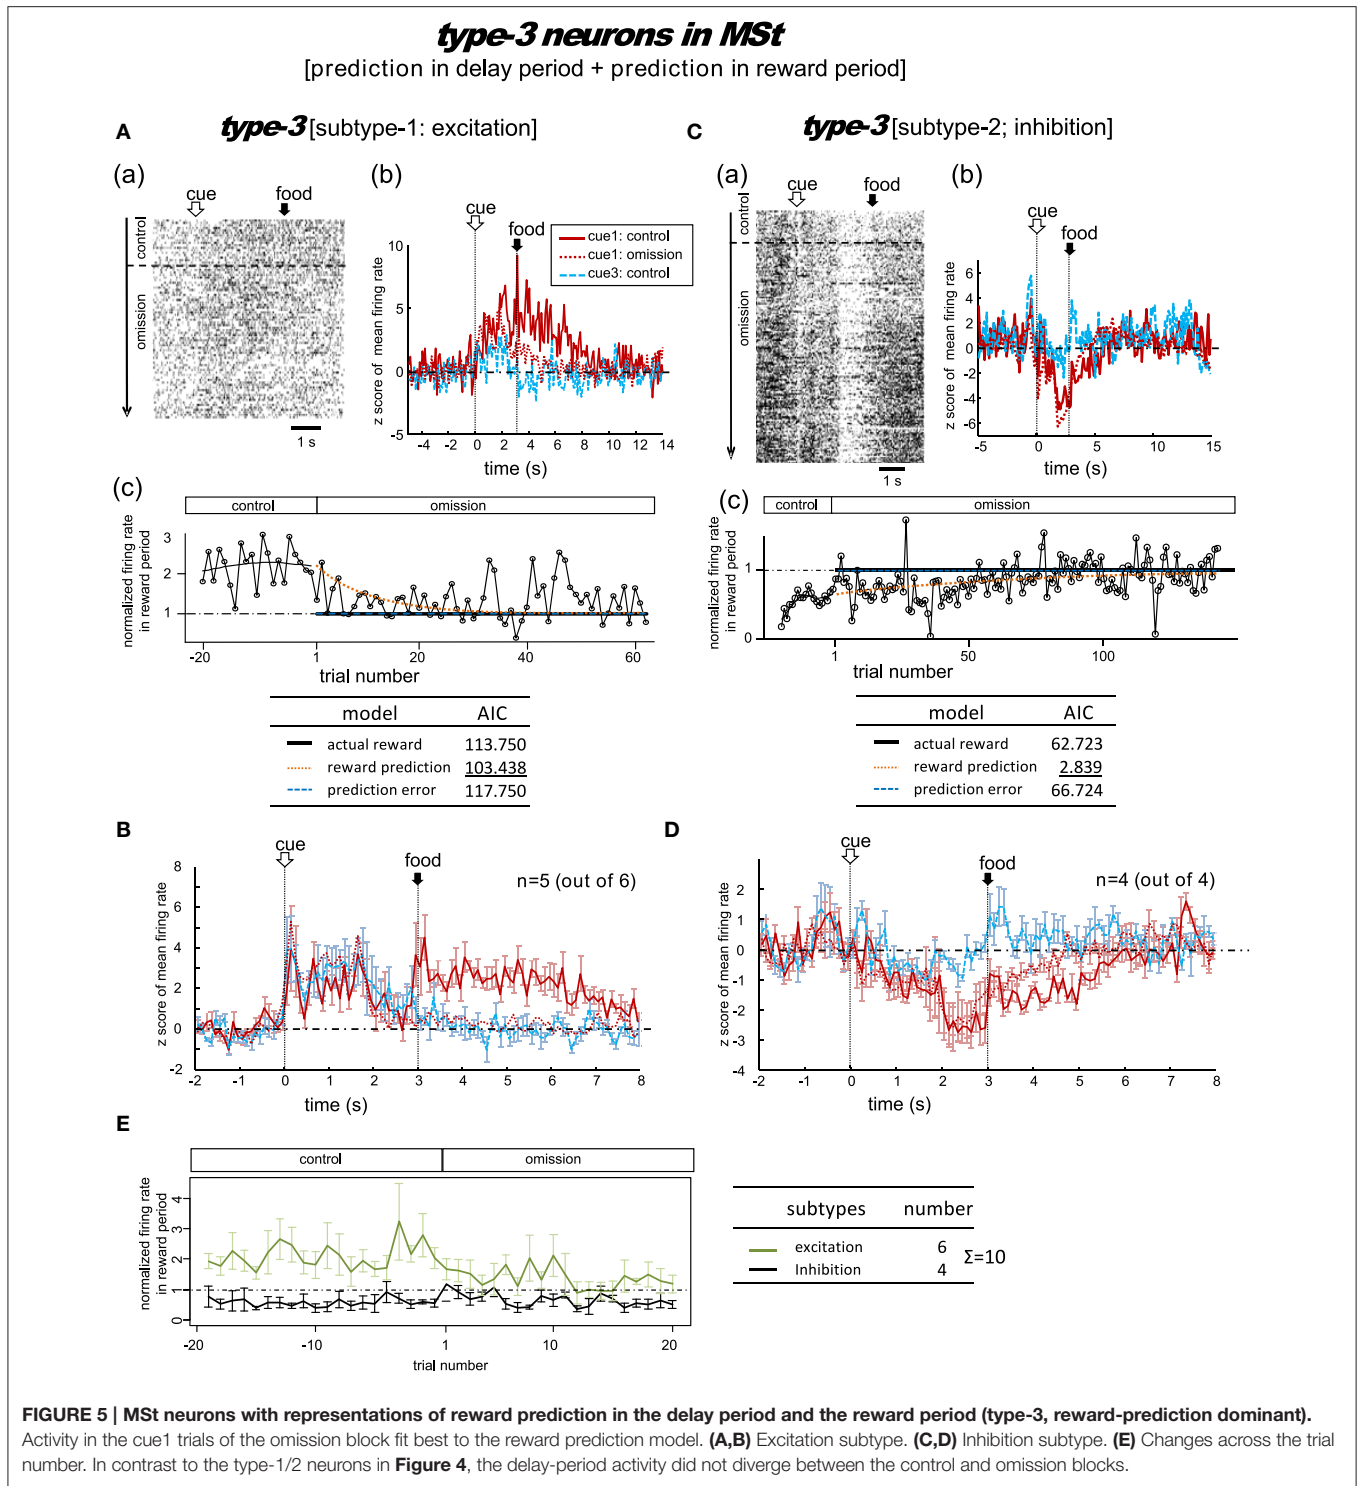 type-3 neurons in MSt
[prediction in delay period + prediction in reward period]
A
type-3 [subtype-1: excitation]
(a)
cue
food
control
omission
1 s
(b)
cue
food
cue1: control
cue1: omission
cue3: control
z score of mean firing rate
10
5
0
-5
-4 -2 0 2 4 6 8 10 12 14
time (s)
(c)
control
omission
normalized firing rate
in reward period
3
2
1
-20 1 20 40 60
trial number
model AIC
actual reward 113.750
reward prediction 103.438
prediction error 117.750
C
type-3 [subtype-2; inhibition]
(a)
cue
food
control
omission
1 s
(b)
cue
food
z score of mean firing rate
6
4
2
0
-2
-4
-6
-5 0 5 10 15
time (s)
(c)
control
omission
normalized firing rate
in reward period
1
0
1 50 100
trial number
model AIC
actual reward 62.723
reward prediction 2.839
prediction error 66.724
B
cue
food
n=5 (out of 6)
z score of mean firing rate
8
6
4
2
0
-2
-2 -1 0 1 2 3 4 5 6 7 8
time (s)
D
cue
food
n=4 (out of 4)
z score of mean firing rate
2
1
0
-1
-2
-3
-4
-2 -1 0 1 2 3 4 5 6 7 8
time (s)
E
control
omission
normalized firing rate
in reward period
4
3
2
1
0
-20 -10 1 10 20
trial number
subtypes number
excitation 6
Inhibition 4
Σ=10
FIGURE 5 | MSt neurons with representations of reward prediction in the delay period and the reward period (type-3, reward-prediction dominant).
Activity in the cue1 trials of the omission block fit best to the reward prediction model. (A,B) Excitation subtype. (C,D) Inhibition subtype. (E) Changes across the trial
number. In contrast to the type-1/2 neurons in Figure 4, the delay-period activity did not diverge between the control and omission blocks.